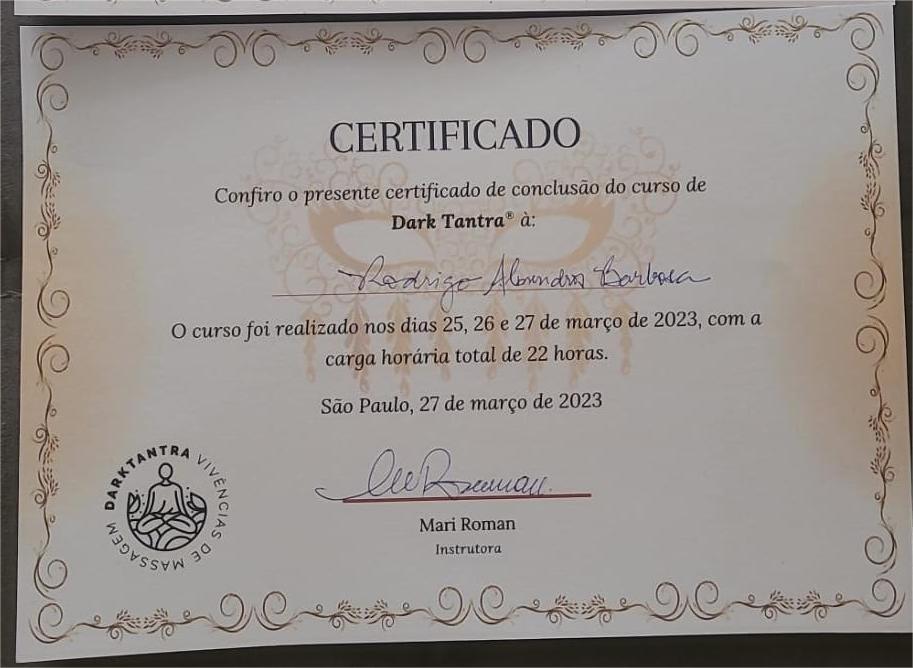 CERTIFICADO
Confiro o presente certificado de conclusão do curso de
Dark Tantra® à:
Rodrigo Barbosa
O curso foi realizado nos dias 25, 26 e 27 de março de 2023, com a
carga horária total de 22 horas.
São Paulo, 27 de março de 2023
Mari Roman
Instrutora
DARKTANTRA VIVÊNCIAS DE MASSAGEM